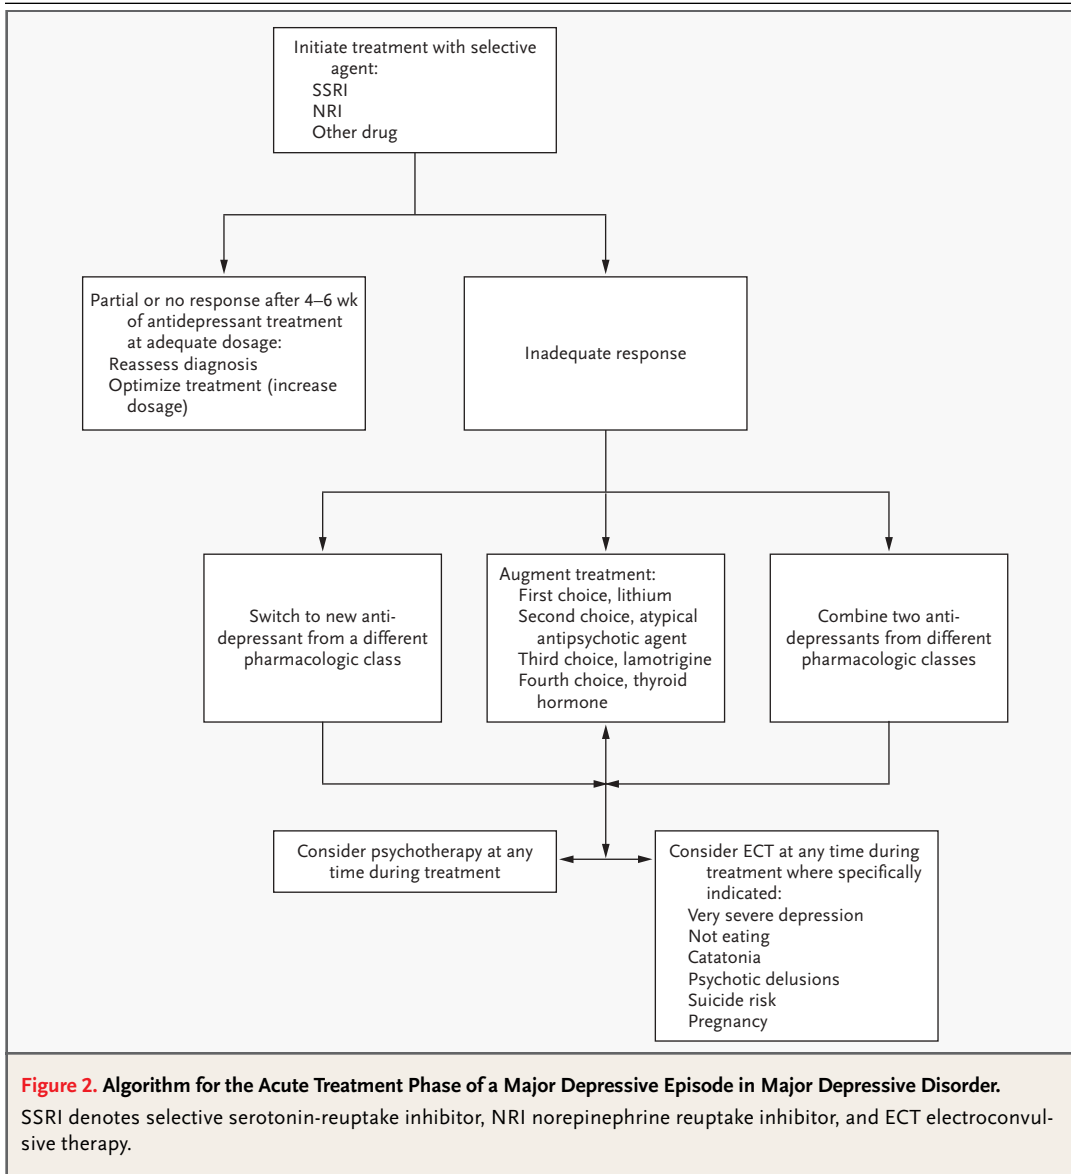 Initiate treatment with selective
agent:
SSRI
NRI
Other drug
Partial or no response after 4–6 wk
of antidepressant treatment
at adequate dosage:
Reassess diagnosis
Optimize treatment (increase
dosage)
Inadequate response
Switch to new anti-
depressant from a different
pharmacologic class
Augment treatment:
First choice, lithium
Second choice, atypical
antipsychotic agent
Third choice, lamotrigine
Fourth choice, thyroid
hormone
Combine two anti-
depressants from different
pharmacologic classes
Consider psychotherapy at any
time during treatment
Consider ECT at any time during
treatment where specifically
indicated:
Very severe depression
Not eating
Catatonia
Psychotic delusions
Suicide risk
Pregnancy
Figure 2. Algorithm for the Acute Treatment Phase of a Major Depressive Episode in Major Depressive Disorder.
SSRI denotes selective serotonin-reuptake inhibitor, NRI norepinephrine reuptake inhibitor, and ECT electroconvul-
sive therapy.